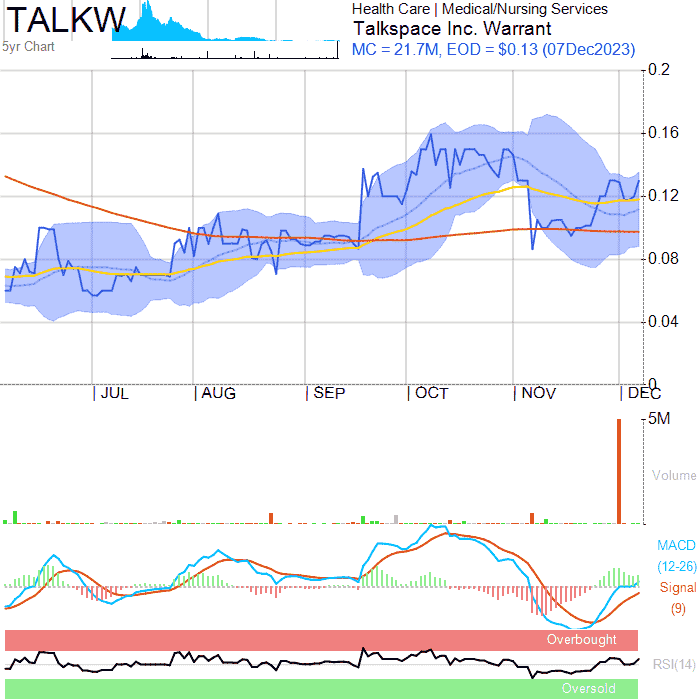 TALKW
5yr Chart
Health Care | Medical/Nursing Services
Talkspace Inc. Warrant
MC = 21.7M, EOD = $0.13 (07Dec2023)
0.2
0.16
0.12
0.08
0.04
0
JUL AUG SEP OCT NOV DEC
5M
Volume
MACD
(12-26)
Signal
(9)
Overbought
RSI(14)
Oversold